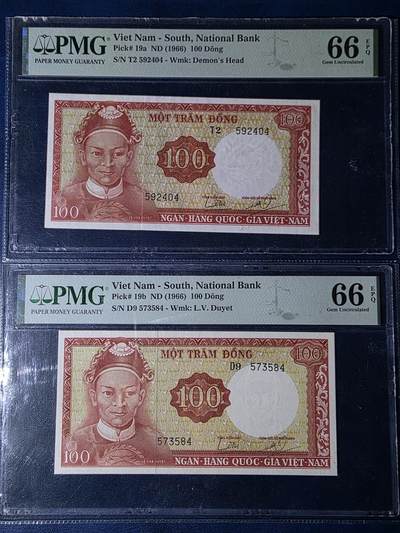 PMG
PAPER MONEY GUARANTY
Viet Nam - South, National Bank
Pick# 19a ND (1966) 100 Dông
S/N T2 592404 - Wmk: Demon's Head
66 EPQ
Gem Uncirculated
MỘT TRĂM ĐỒNG
100
T2 592404
100
592404
100
NGÂN-HÀNG QUỐC-GIA VIỆT-NAM
PMG
PAPER MONEY GUARANTY
Viet Nam - South, National Bank
Pick# 19b ND (1966) 100 Dông
S/N D9 573584 - Wmk: L.V. Duyet
66 EPQ
Gem Uncirculated
MỘT TRĂM ĐỒNG
100
D9 573584
100
573584
100
NGÂN-HÀNG QUỐC-GIA VIỆT-NAM